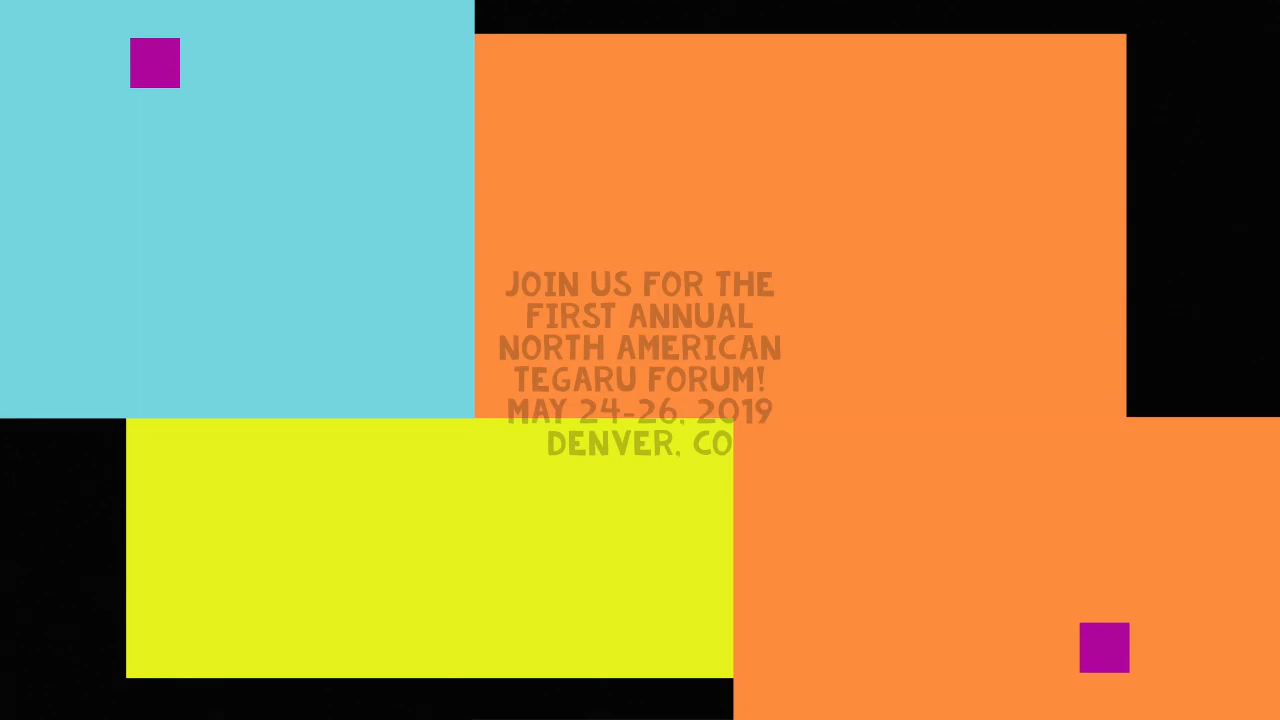 JOIN US FOR THE
FIRST ANNUAL
NORTH AMERICAN
TEGARU FORUM!
MAY 24-26, 2019
DENVER, CO